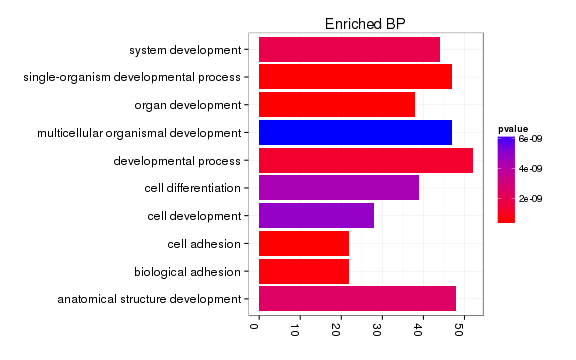 Enriched BP
system development
single-organism developmental process
organ development
multicellular organismal development
developmental process
cell differentiation
cell development
cell adhesion
biological adhesion
anatomical structure development
0
10
20
30
40
50
pvalue
6e-09
4e-09
2e-09